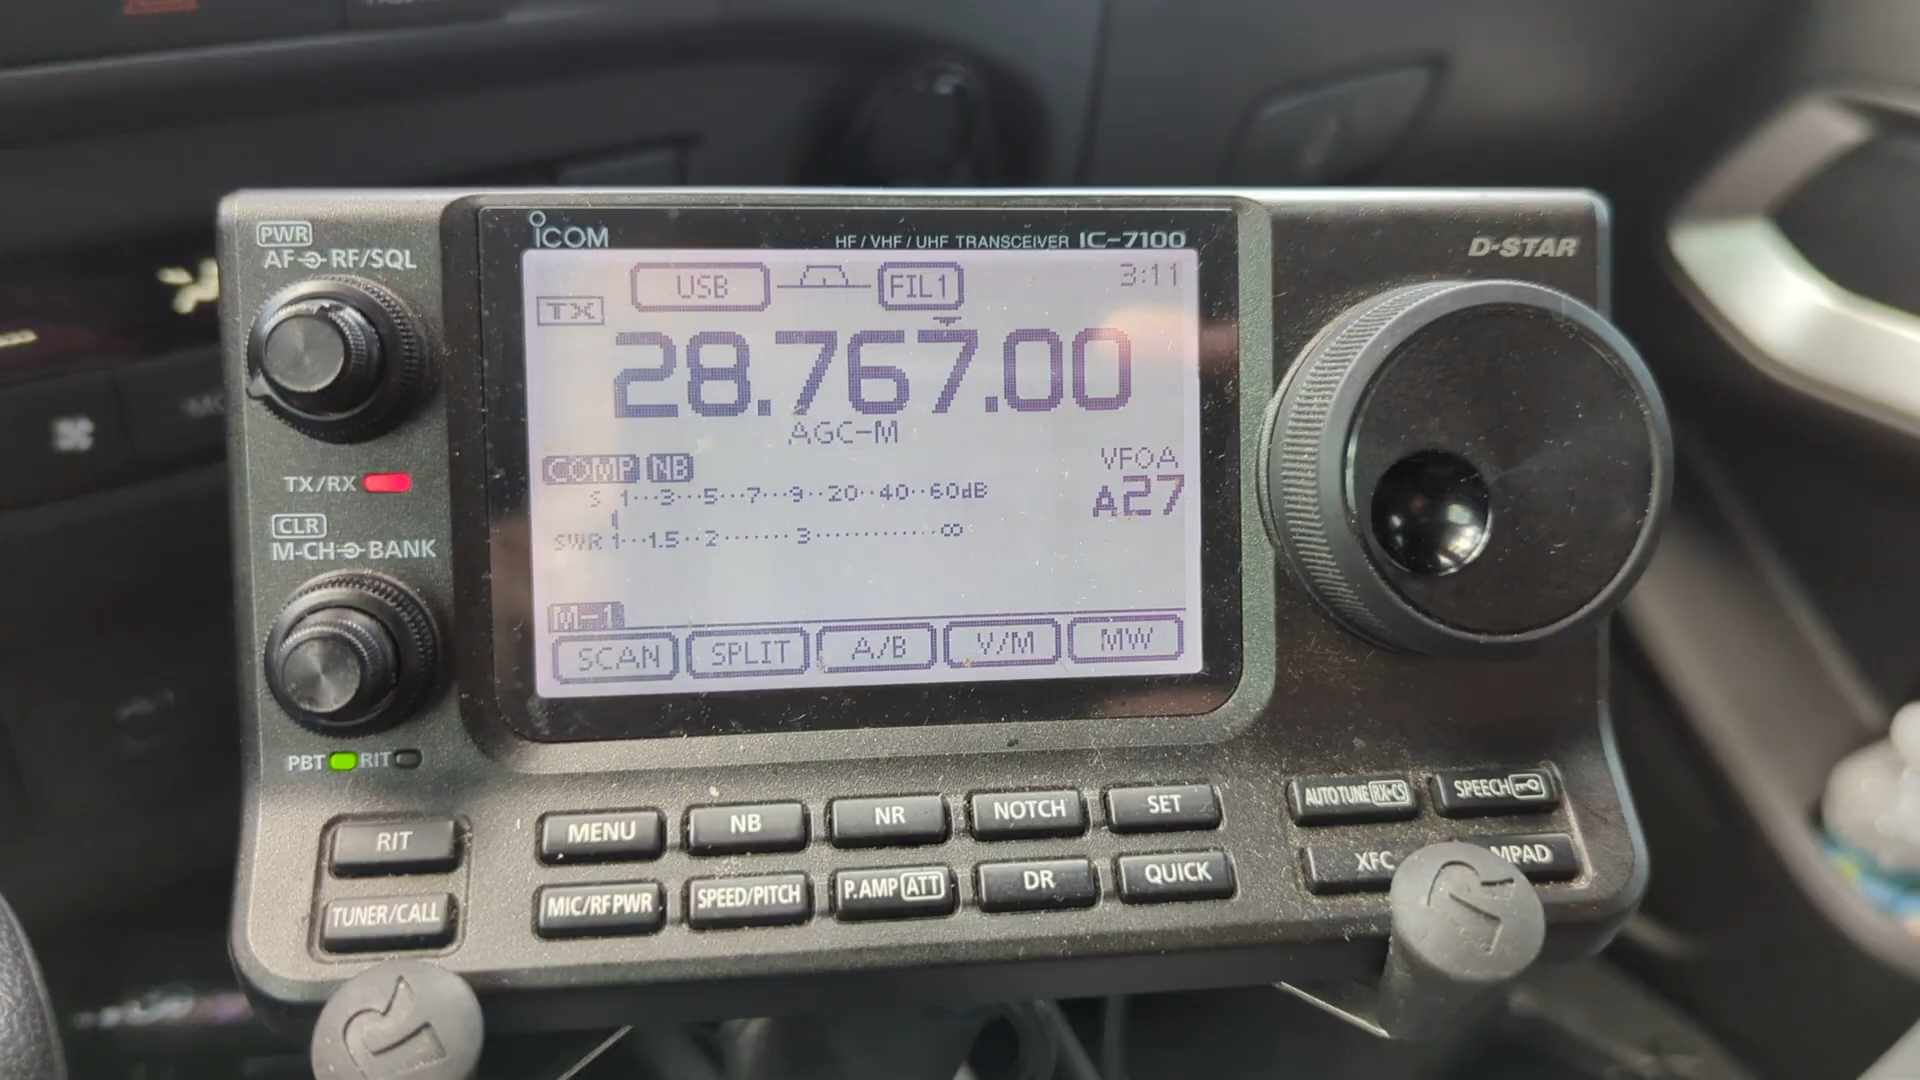 PWR
AF RF/SQL
TX/RX
CLR
M-CH BANK
PBT RIT
RIT
TUNER/CALL
ICOM
HF/VHF/UHF TRANSCEIVER IC-7100
D-STAR
USB FIL1 3:11
TX
28.767.00
AGC-M
COMP NB
VFOA
A27
S 1···3··5···7··9··20··40··60dB
SWR 1···1.5··2·······3············∞
M-1
SCAN SPLIT A/B V/M MW
MENU NB NR NOTCH SET
MIC/RF PWR SPEED/PITCH P.AMP ATT DR QUICK
AUTO TUNE RX-CS SPEECH
XFC MPAD